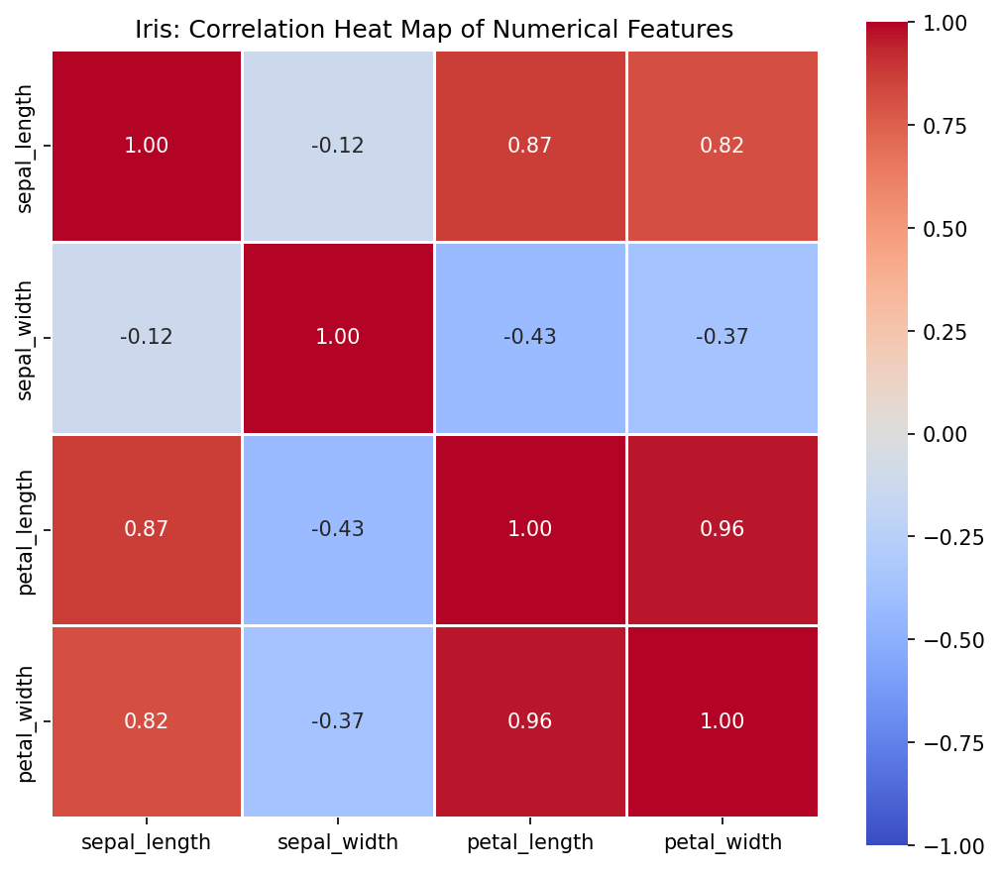 Iris: Correlation Heat Map of Numerical Features
sepal_length
1.00
-0.12
0.87
0.82
sepal_width
-0.12
1.00
-0.43
-0.37
petal_length
0.87
-0.43
1.00
0.96
petal_width
0.82
-0.37
0.96
1.00
sepal_length
sepal_width
petal_length
petal_width
1.00
0.75
0.50
0.25
0.00
−0.25
−0.50
−0.75
−1.00